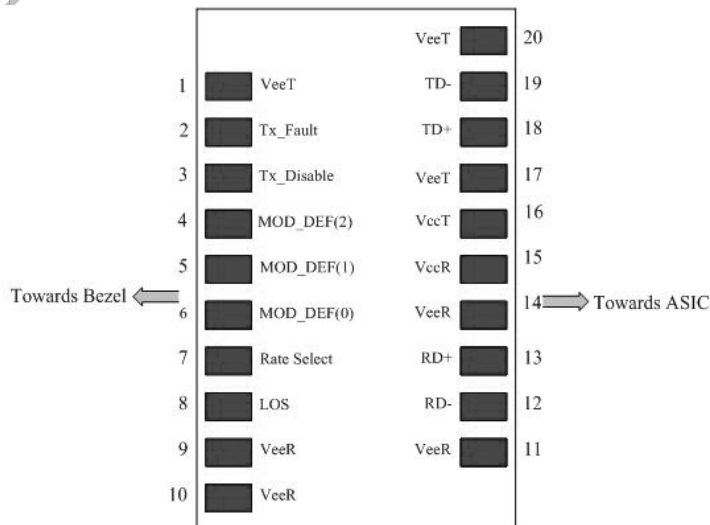 VeeT 20
1 VeeT TD- 19
2 Tx_Fault TD+ 18
3 Tx_Disable VeeT 17
4 MOD_DEF(2) VccT 16
5 MOD_DEF(1) VccR 15
Towards Bezel 6 MOD_DEF(0) VeeR 14 Towards ASIC
7 Rate Select RD+ 13
8 LOS RD- 12
9 VeeR VeeR 11
10 VeeR